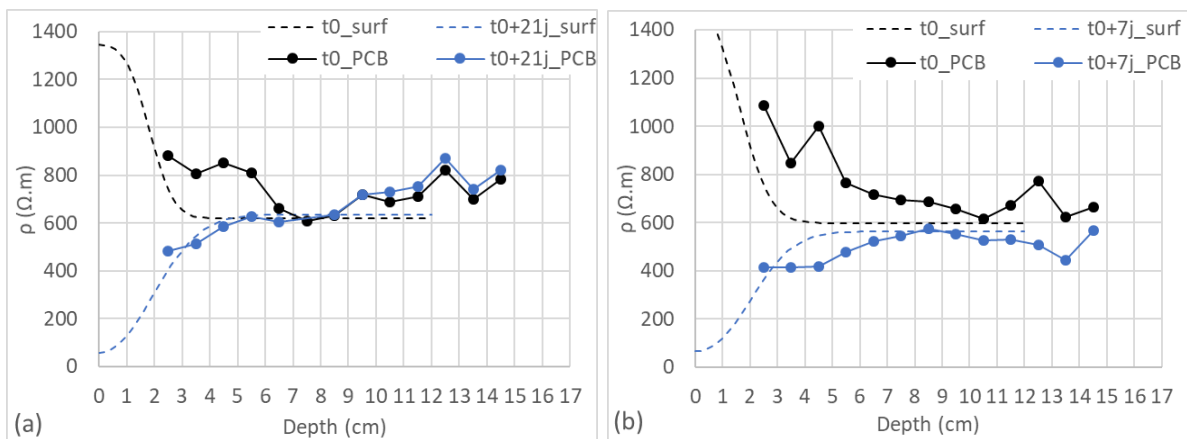 t0_surf t0+21j_surf
t0_PCB t0+21j_PCB
1400
1200
1000
800
600
400
200
0
ρ (Ω.m)
0 1 2 3 4 5 6 7 8 9 10 11 12 13 14 15 16 17
Depth (cm)
(a)
t0_surf t0+7j_surf
t0_PCB t0+7j_PCB
1400
1200
1000
800
600
400
200
0
ρ (Ω.m)
0 1 2 3 4 5 6 7 8 9 10 11 12 13 14 15 16 17
Depth (cm)
(b)